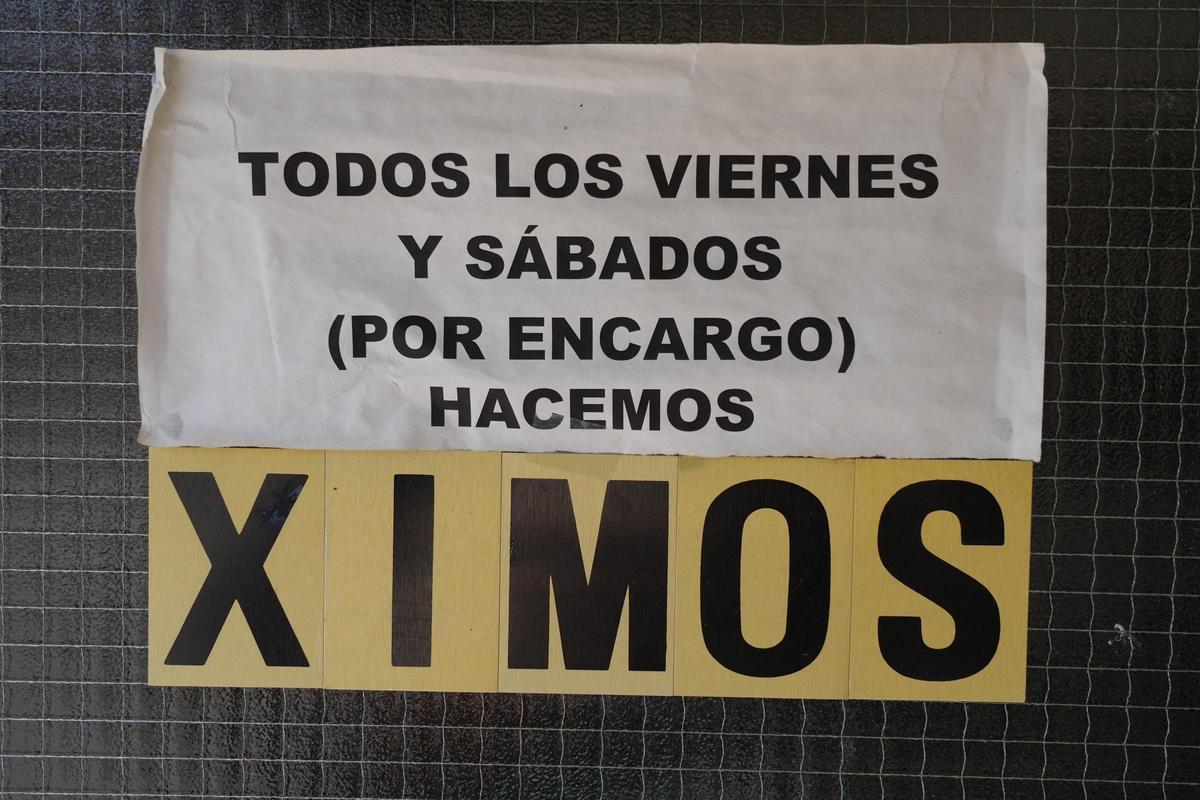 TODOS LOS VIERNES
Y SÁBADOS
(POR ENCARGO)
HACEMOS
XIMOS